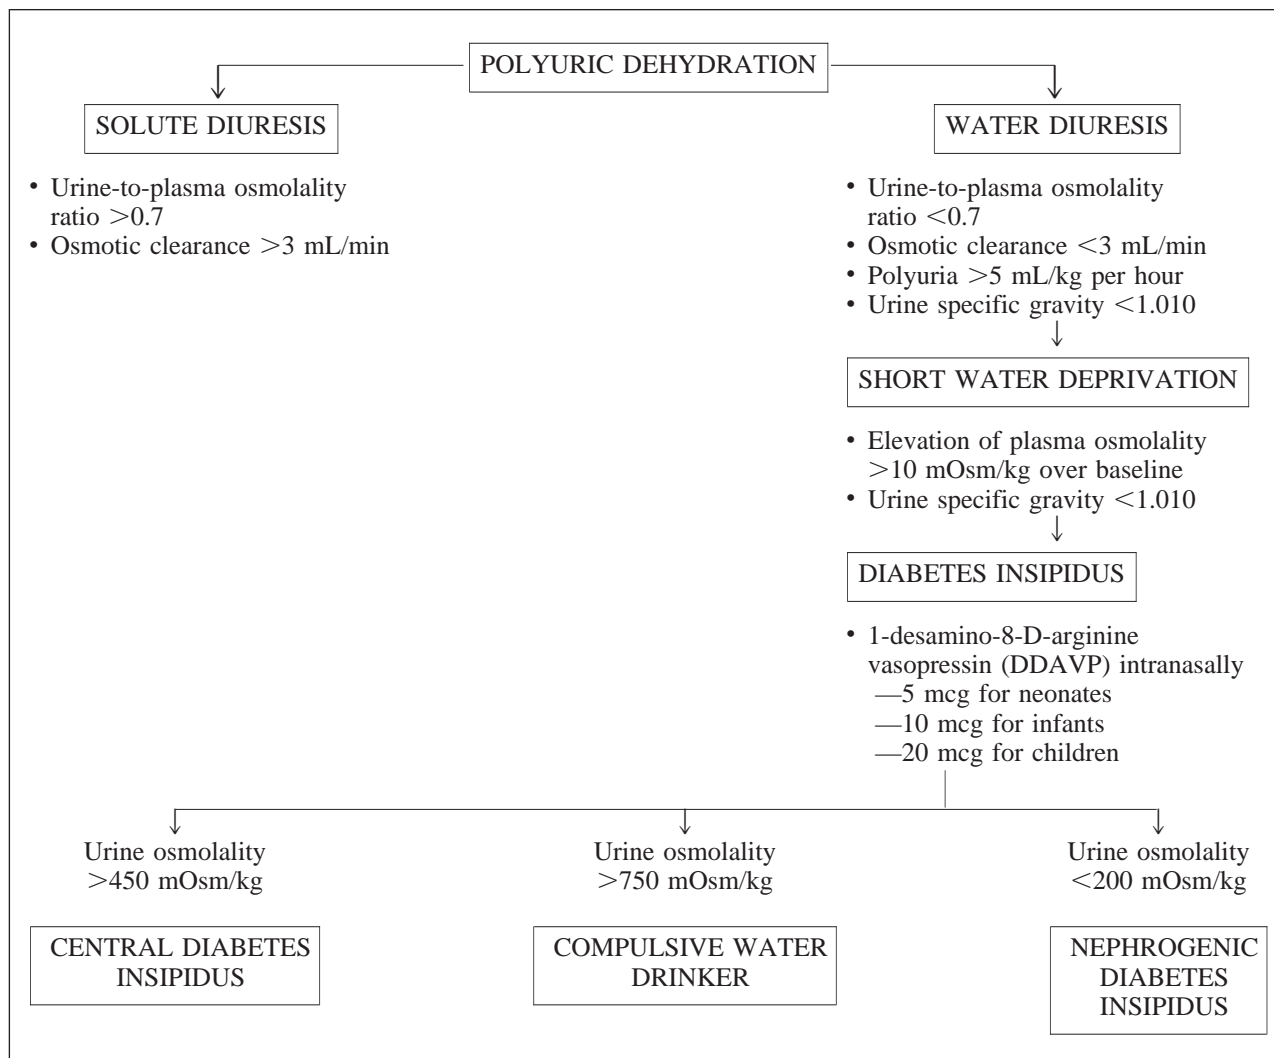 POLYURIC DEHYDRATION
SOLUTE DIURESIS
• Urine-to-plasma osmolality
ratio >0.7
• Osmotic clearance >3 mL/min
WATER DIURESIS
• Urine-to-plasma osmolality
ratio <0.7
• Osmotic clearance <3 mL/min
• Polyuria >5 mL/kg per hour
• Urine specific gravity <1.010
SHORT WATER DEPRIVATION
• Elevation of plasma osmolality
>10 mOsm/kg over baseline
• Urine specific gravity <1.010
DIABETES INSIPIDUS
• 1-desamino-8-D-arginine
vasopressin (DDAVP) intranasally
—5 mcg for neonates
—10 mcg for infants
—20 mcg for children
Urine osmolality
>450 mOsm/kg
CENTRAL DIABETES
INSIPIDUS
Urine osmolality
>750 mOsm/kg
COMPULSIVE WATER
DRINKER
Urine osmolality
<200 mOsm/kg
NEPHROGENIC
DIABETES
INSIPIDUS